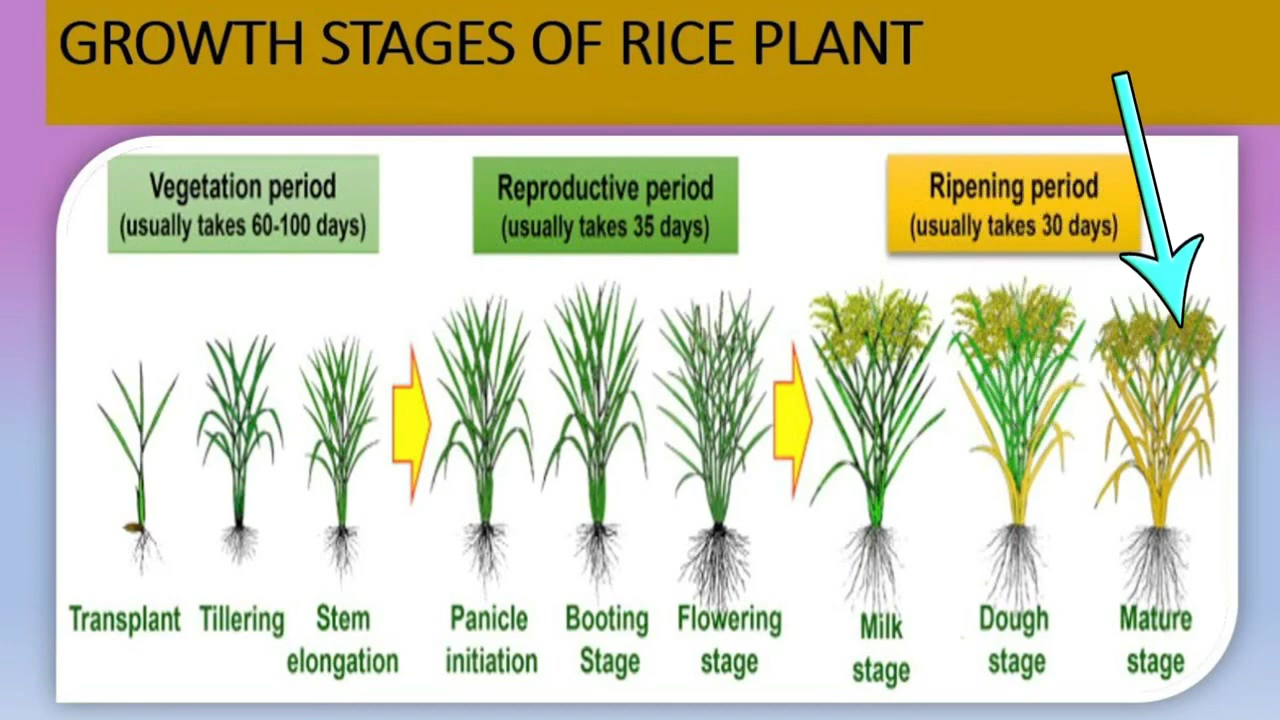 GROWTH STAGES OF RICE PLANT
Vegetation period
(usually takes 60-100 days)
Reproductive period
(usually takes 35 days)
Ripening period
(usually takes 30 days)
Transplant
Tillering
Stem
elongation
Panicle
initiation
Booting
Stage
Flowering
stage
Milk
stage
Dough
stage
Mature
stage